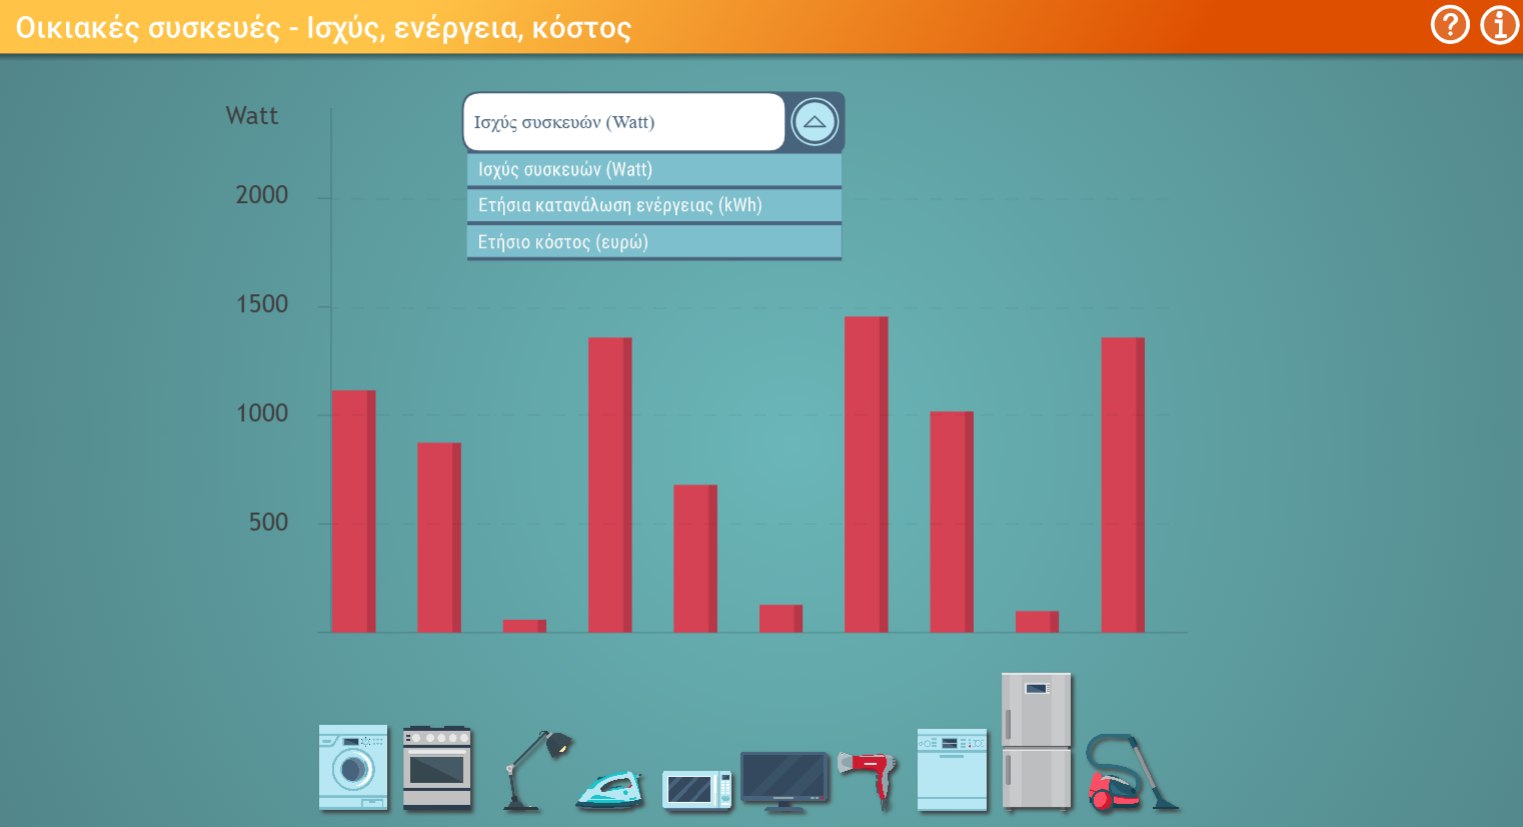 Οικιακές συσκευές - Ισχύς, ενέργεια, κόστος
?
i
Watt
Ισχύς συσκευών (Watt)
Ισχύς συσκευών (Watt)
Ετήσια κατανάλωση ενέργειας (kWh)
Ετήσιο κόστος (ευρώ)
2000
1500
1000
500